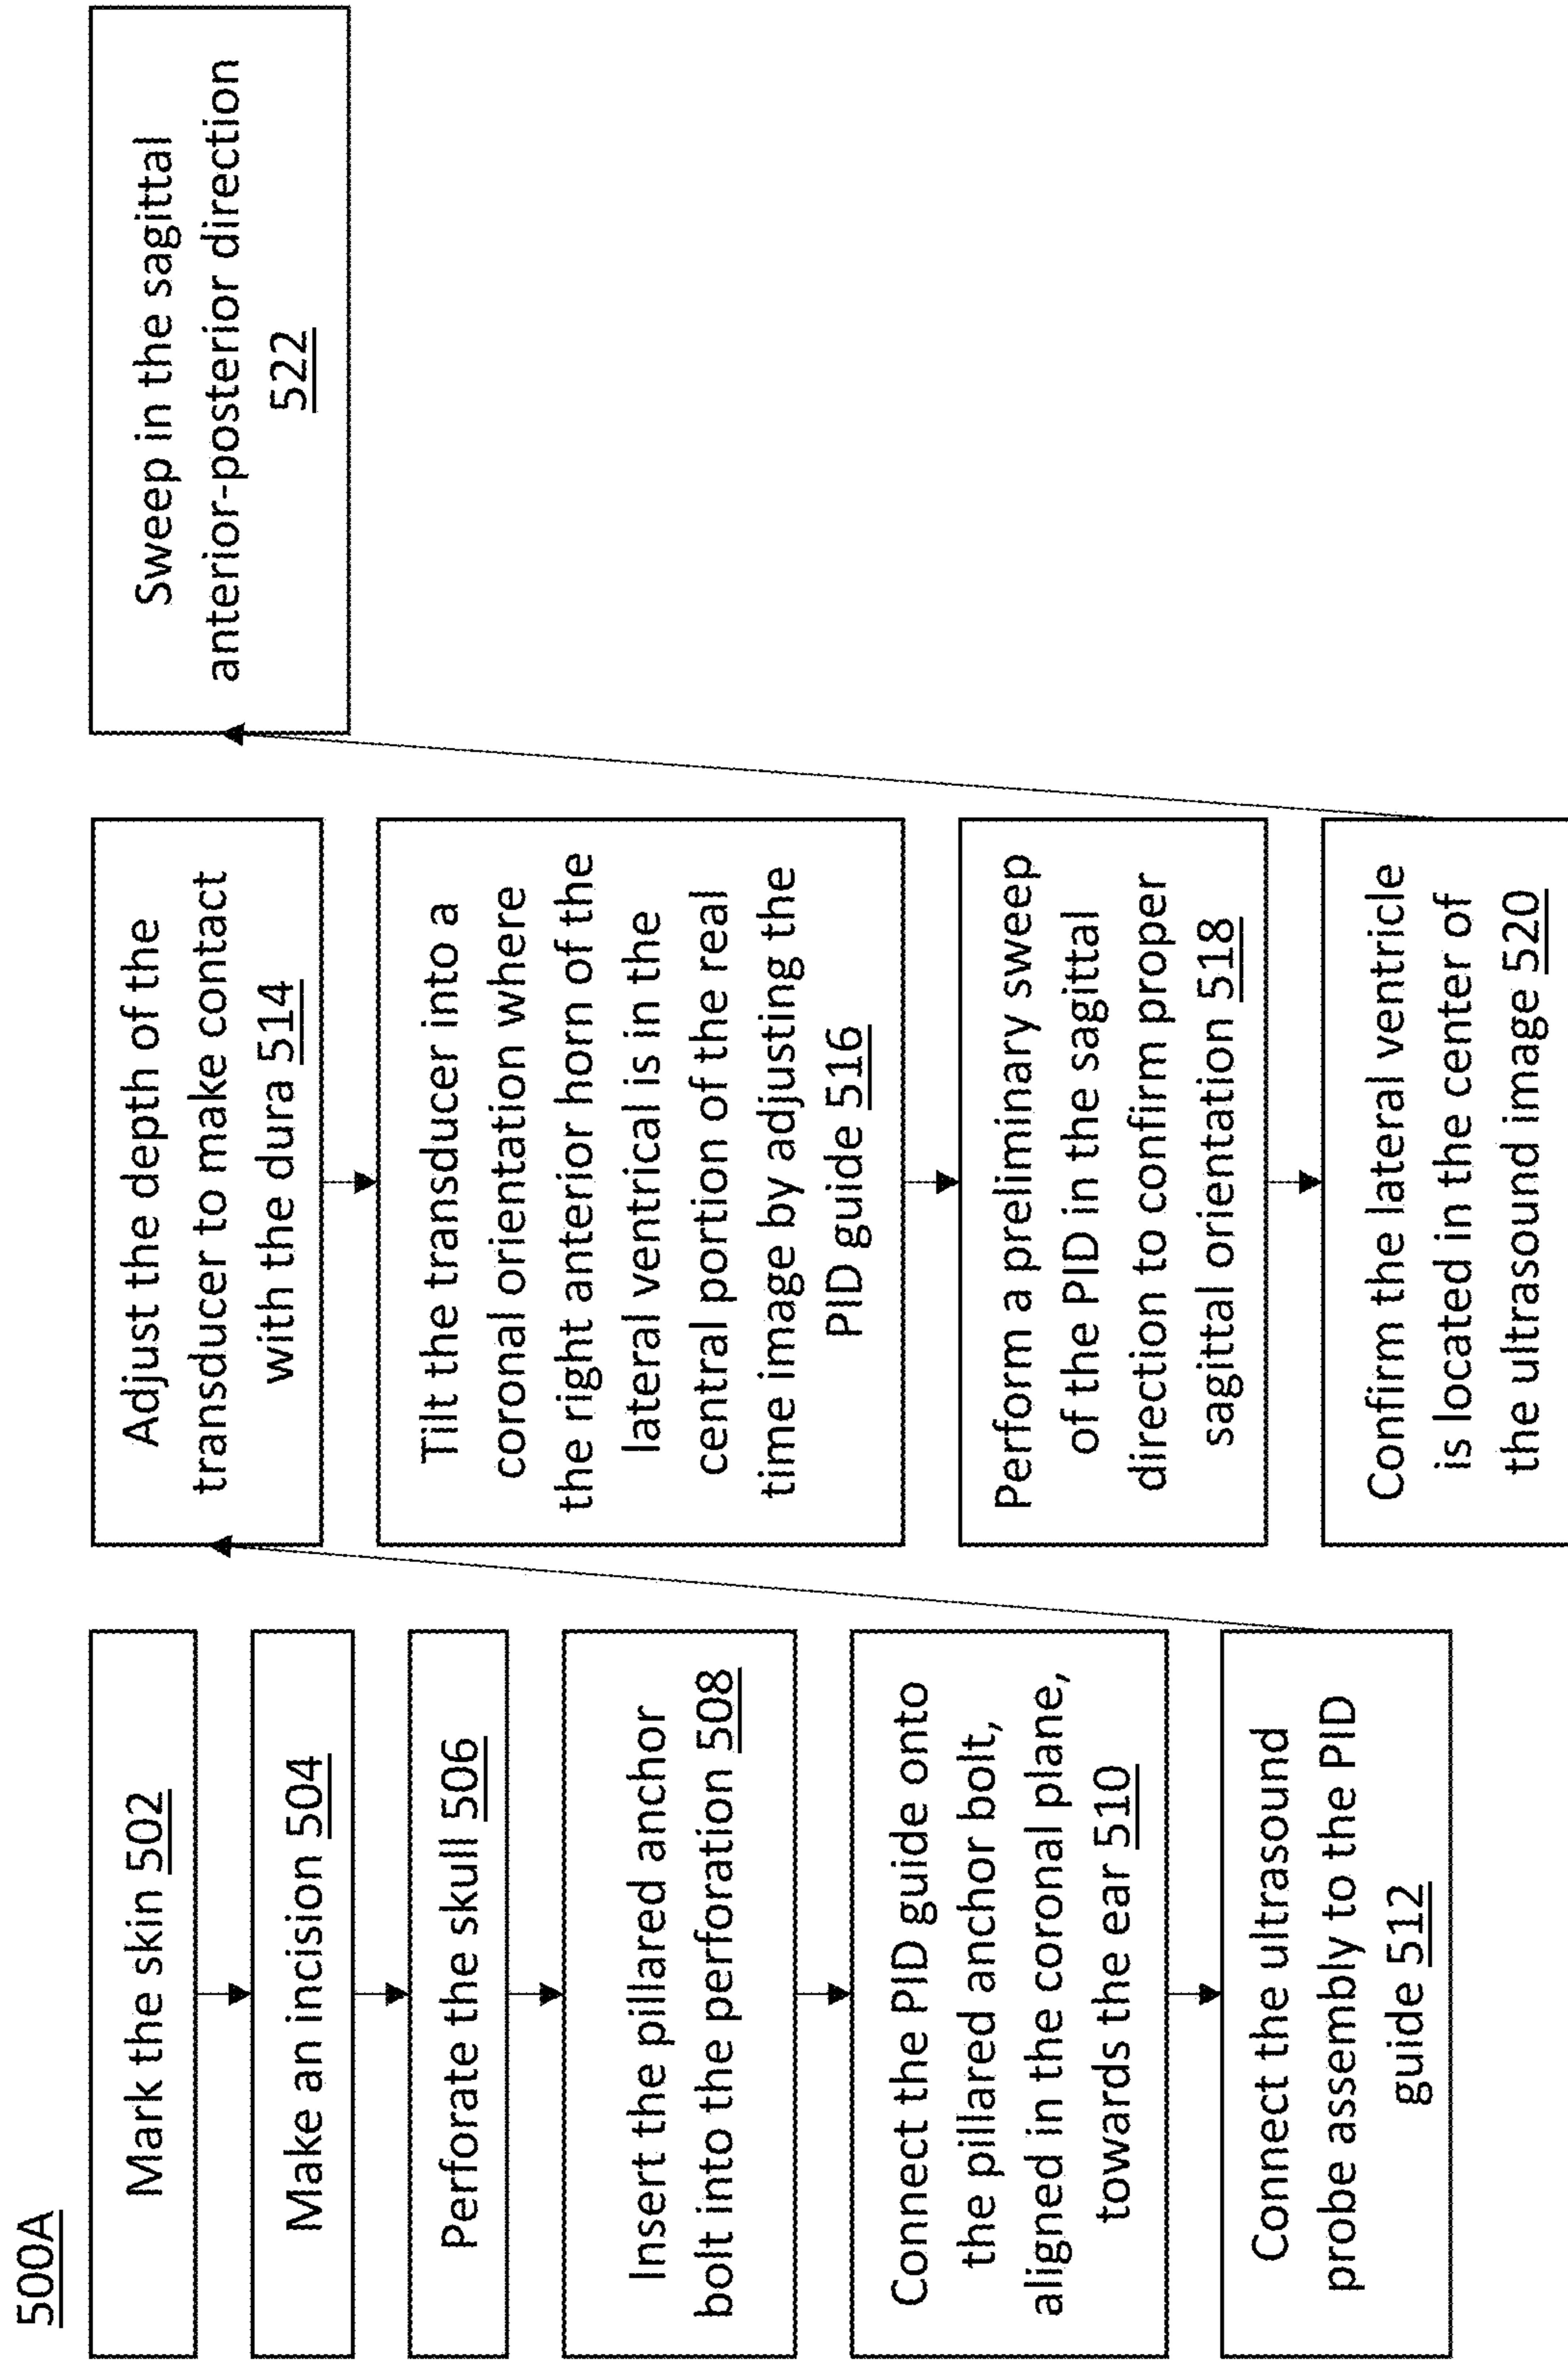 500A
Mark the skin 502
Make an incision 504
Perforate the skull 506
Insert the pillared anchor
bolt into the perforation 508
Connect the PID guide onto
the pillared anchor bolt,
aligned in the coronal plane,
towards the ear 510
Connect the ultrasound
probe assembly to the PID
guide 512
Adjust the depth of the
transducer to make contact
with the dura 514
Tilt the transducer into a
coronal orientation where
the right anterior horn of the
lateral ventrical is in the
central portion of the real
time image by adjusting the
PID guide 516
Perform a preliminary sweep
of the PID in the sagittal
direction to confirm proper
sagittal orientation 518
Confirm the lateral ventricle
is located in the center of
the ultrasound image 520
Sweep in the sagittal
anterior-posterior direction
522